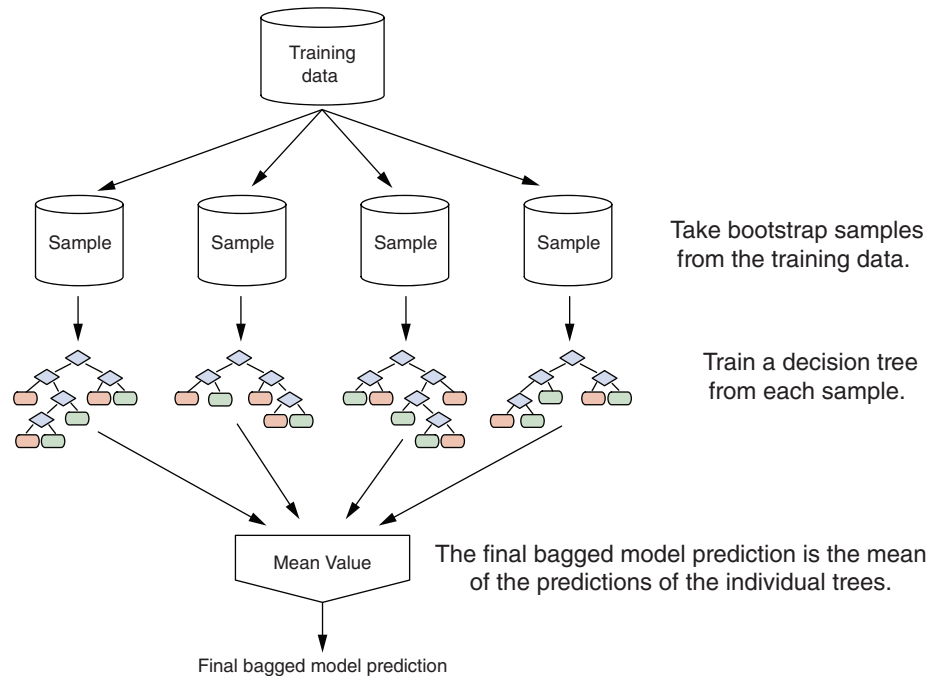 Training
data
Sample
Sample
Sample
Sample
Take bootstrap samples
from the training data.
Train a decision tree
from each sample.
Mean Value
The final bagged model prediction is the mean
of the predictions of the individual trees.
Final bagged model prediction